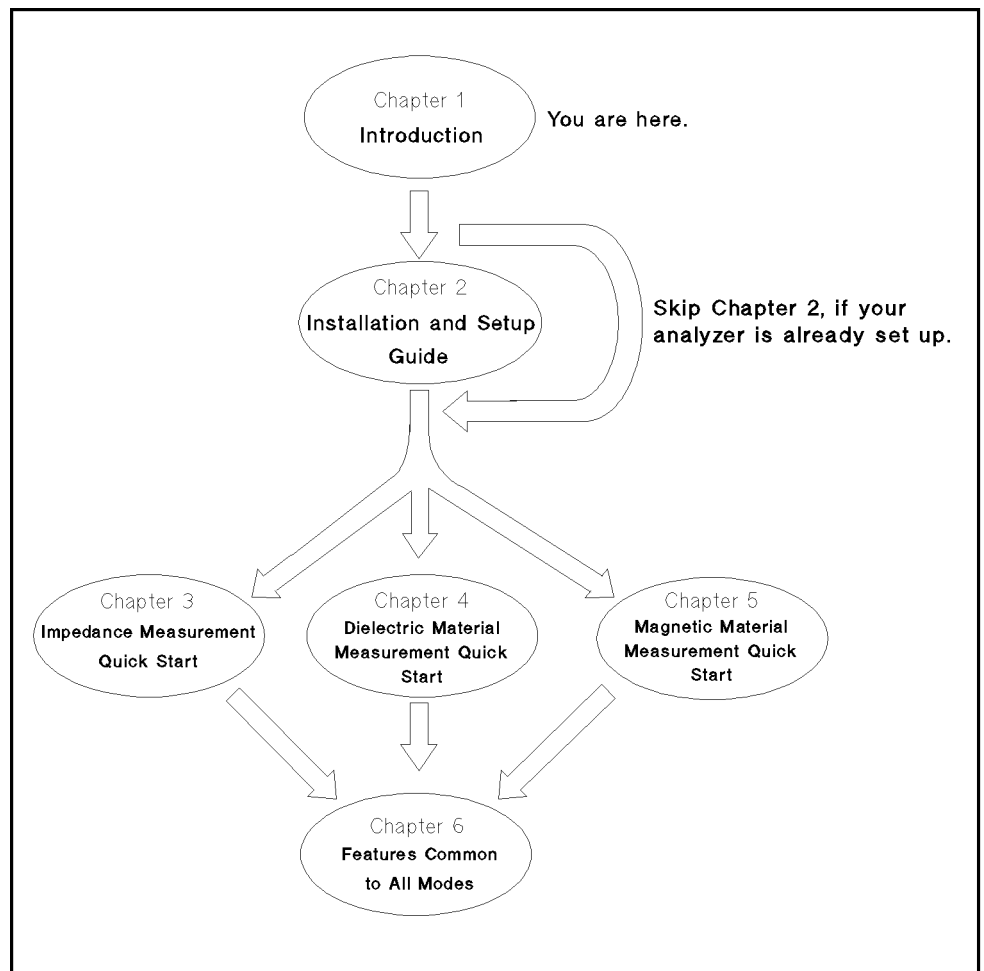 Chapter 1
Introduction
You are here.
Chapter 2
Installation and Setup
Guide
Skip Chapter 2, if your
analyzer is already set up.
Chapter 3
Impedance Measurement
Quick Start
Chapter 4
Dielectric Material
Measurement Quick
Start
Chapter 5
Magnetic Material
Measurement Quick
Start
Chapter 6
Features Common
to All Modes